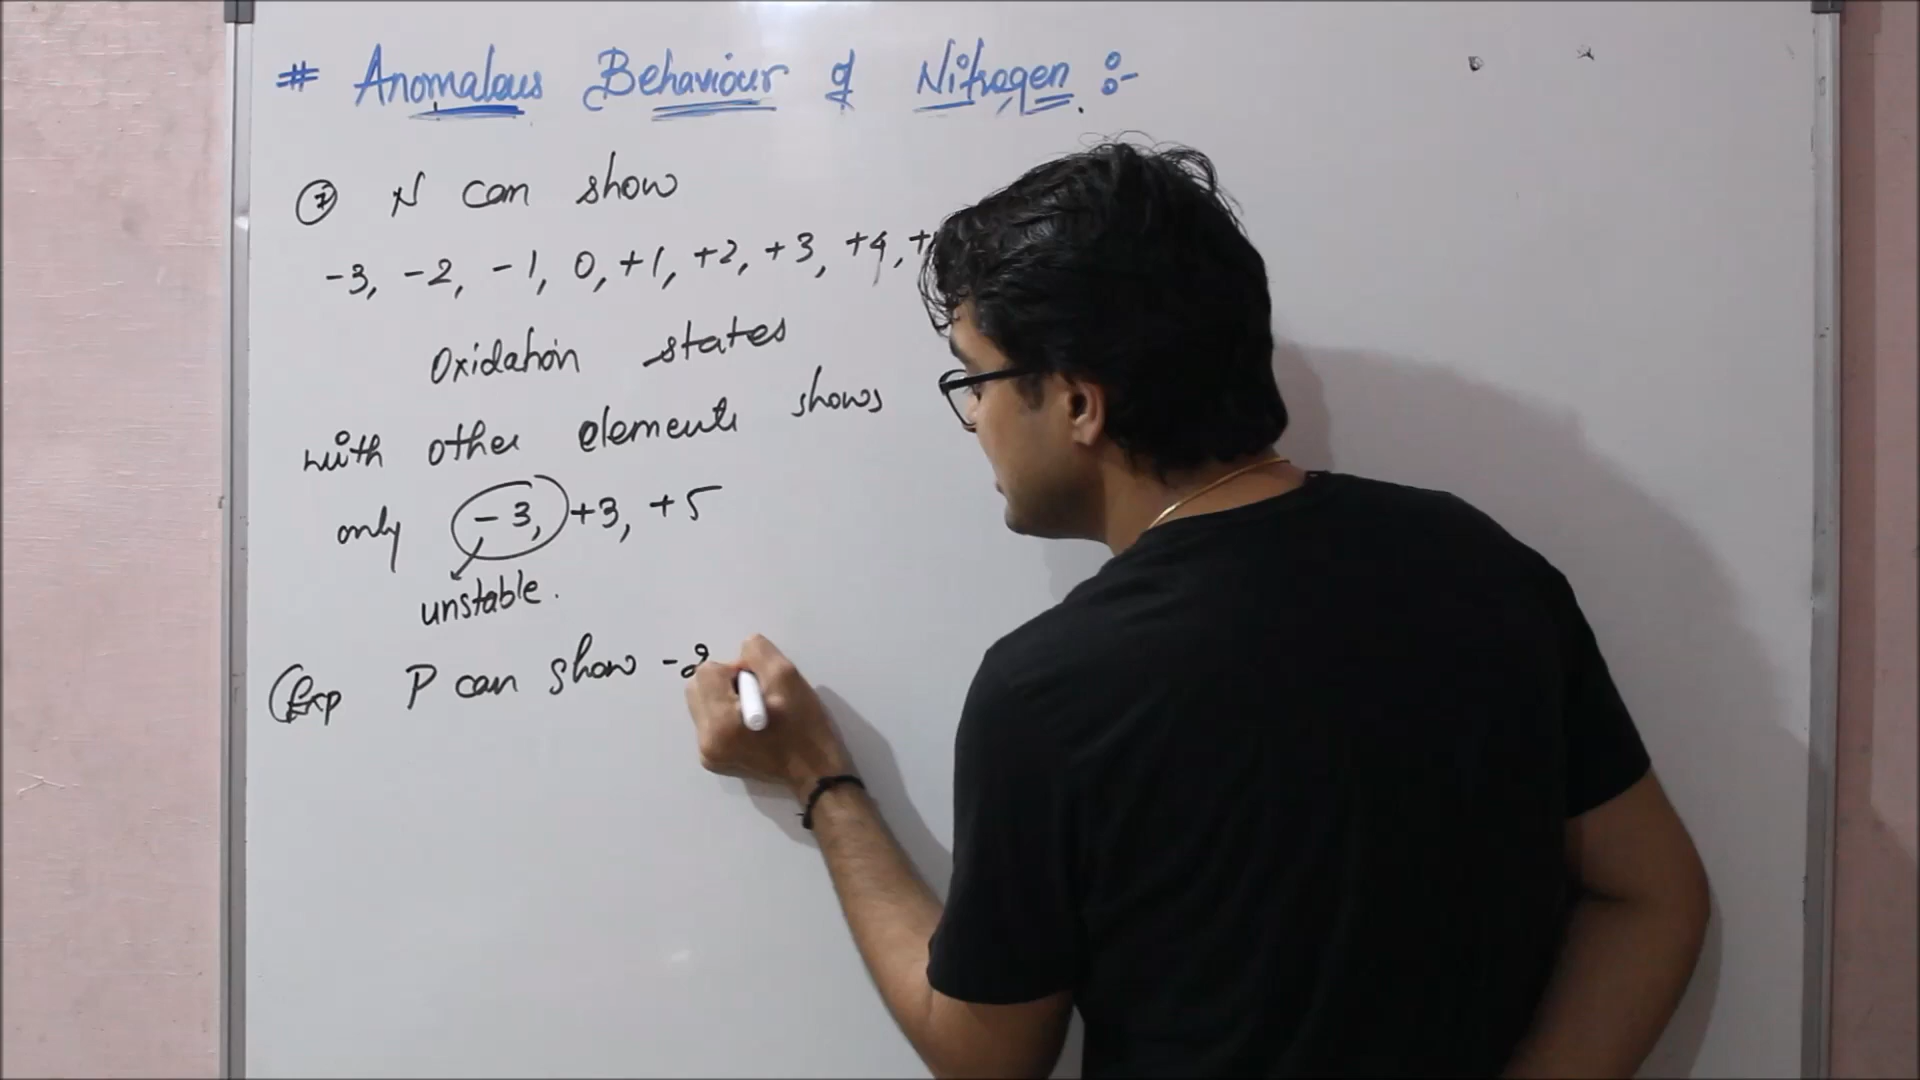 # Anomalous Behaviour of Nitrogen :-
N can show
-3, -2, -1, 0, +1, +2, +3, +4,
Oxidation states
with other elements shows
only -3, +3, +5
unstable.
(Exp P can show -2